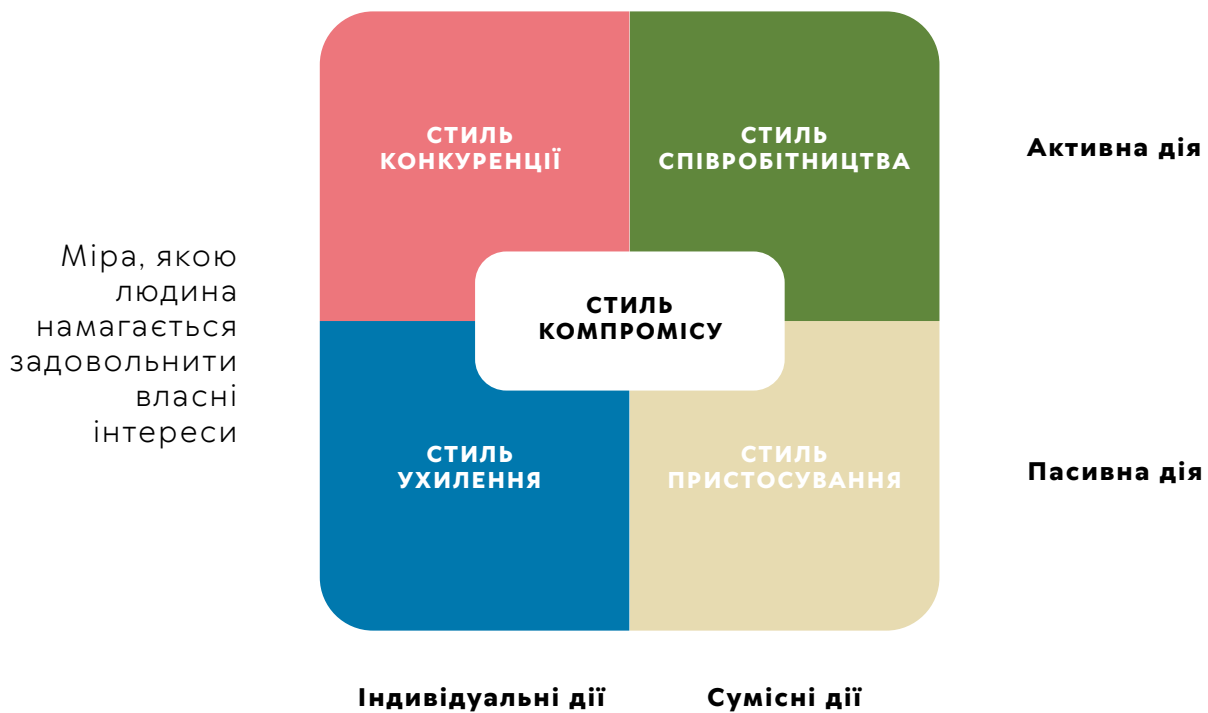 СТИЛЬ
КОНКУРЕНЦІЇ
СТИЛЬ
СПІВРОБІТНИЦТВА
Активна дія
Міра, якою
людина
намагається
задовольнити
власні
інтереси
СТИЛЬ
КОМПРОМІСУ
СТИЛЬ
УХИЛЕННЯ
СТИЛЬ
ПРИСТОСУВАННЯ
Пасивна дія
Індивідуальні дії
Сумісні дії